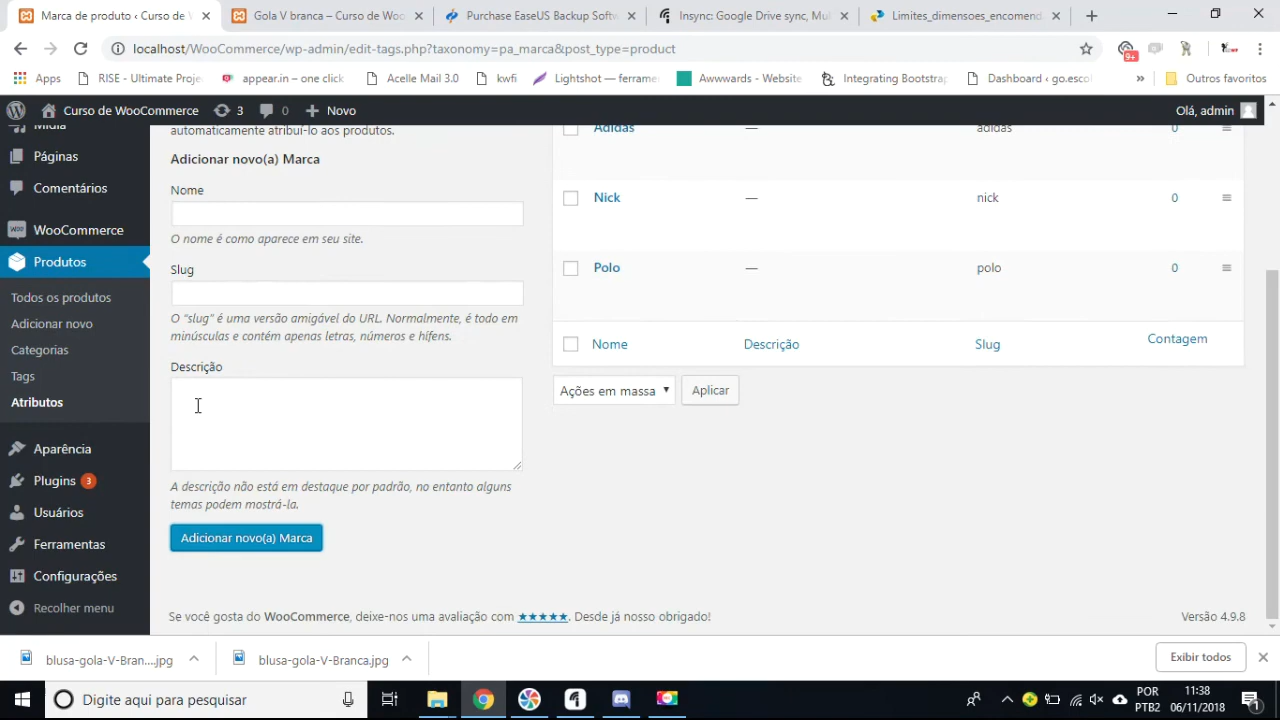 Marca de produto ‹ Curso de V
Gola V branca – Curso de Woo
Purchase EaseUS Backup Softw
Insync: Google Drive sync, Mul
Limites_dimensoes_encomend
localhost/WooCommerce/wp-admin/edit-tags.php?taxonomy=pa_marca&post_type=product
9+
Apps
RISE - Ultimate Proje
appear.in – one click
Acelle Mail 3.0
kwfi
Lightshot — ferrame
Awwwards - Website
Integrating Bootstrap
Dashboard ‹ go.escol
»
Outros favoritos
Curso de WooCommerce
3
0
Novo
Olá, admin
Mídia
Páginas
Comentários
WooCommerce
Produtos
Todos os produtos
Adicionar novo
Categorias
Tags
Atributos
Aparência
Plugins 3
Usuários
Ferramentas
Configurações
Recolher menu
automaticamente atribuí-lo aos produtos.
Adicionar novo(a) Marca
Nome
O nome é como aparece em seu site.
Slug
O “slug” é uma versão amigável do URL. Normalmente, é todo em
minúsculas e contém apenas letras, números e hífens.
Descrição
A descrição não está em destaque por padrão, no entanto alguns
temas podem mostrá-la.
Adicionar novo(a) Marca
Adidas — adidas 0
Nick — nick 0
Polo — polo 0
Nome Descrição Slug Contagem
Ações em massa Aplicar
Se você gosta do WooCommerce, deixe-nos uma avaliação com ★★★★★. Desde já nosso obrigado!
Versão 4.9.8
blusa-gola-V-Bran....jpg
blusa-gola-V-Branca.jpg
Exibir todos
Digite aqui para pesquisar
POR
PTB2
11:38
06/11/2018
1